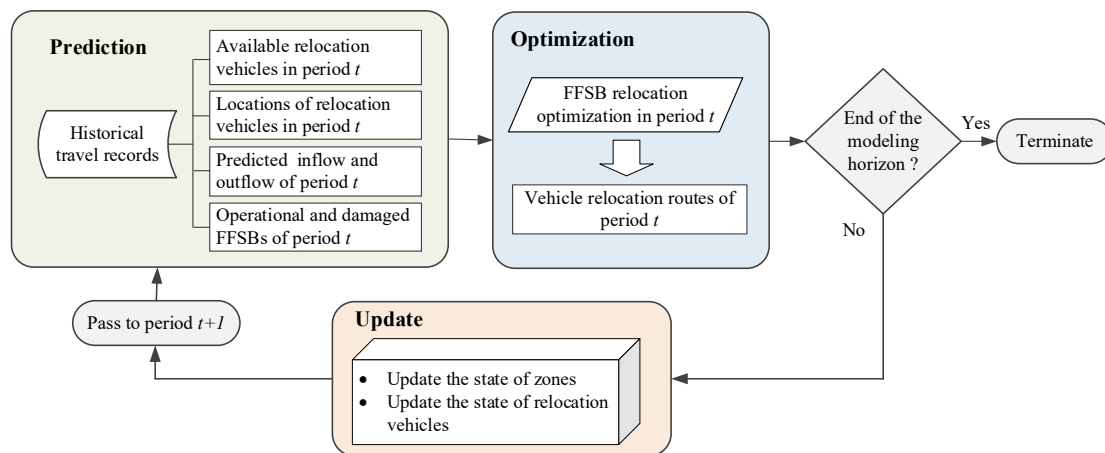 Prediction
Historical
travel records
Available relocation
vehicles in period t
Locations of relocation
vehicles in period t
Predicted inflow and
outflow of period t
Operational and damaged
FFSBs of period t
Optimization
FFSB relocation
optimization in period t
Vehicle relocation routes of
period t
End of the
modeling
horizon ?
Yes
Terminate
No
Update
• Update the state of zones
• Update the state of relocation
vehicles
Pass to period t+1